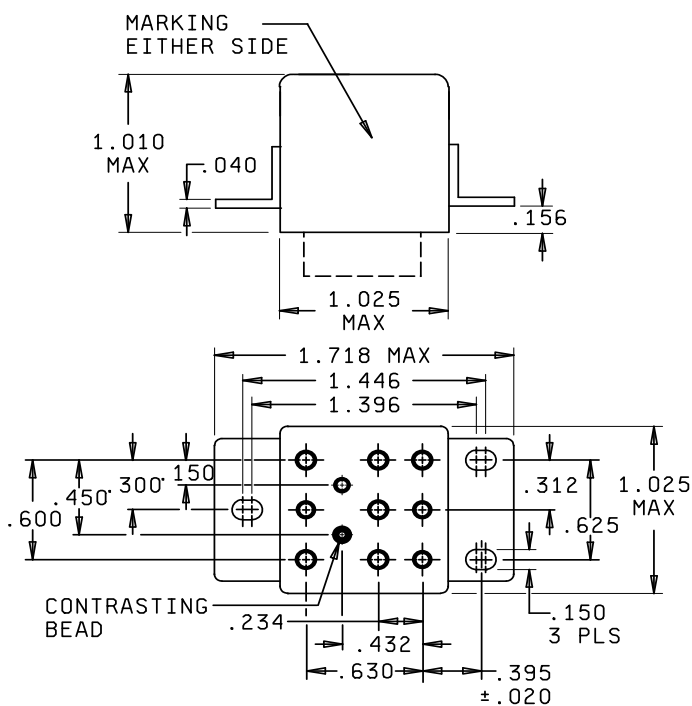 MARKING
EITHER SIDE
1.010
MAX
.040
.156
1.025
MAX
1.718 MAX
1.446
1.396
.150
.300
.450
.600
.312
.625
1.025
MAX
CONTRASTING
BEAD
.234
.432
.630
.395
±.020
.150
3 PLS